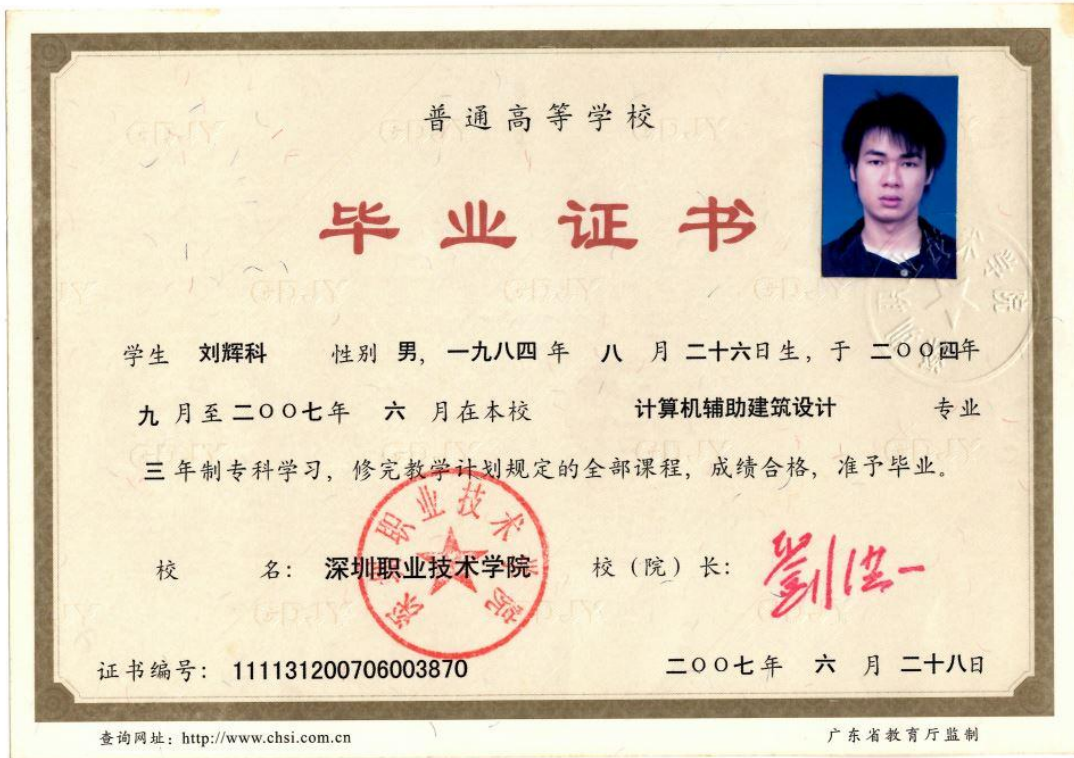 普通高等学校
毕业证书
学生 刘辉科 性别 男，一九八四年 八 月 二十六日生，于 二〇〇四年
九 月至二〇〇七年 六 月在本校 计算机辅助建筑设计 专业
三 年制专科学习，修完教学计划规定的全部课程，成绩合格，准予毕业。
校 名：深圳职业技术学院 校（院）长：
证书编号：111131200706003870 二〇〇七年 六 月 二十八日
查询网址：http://www.chsi.com.cn 广东省教育厅监制